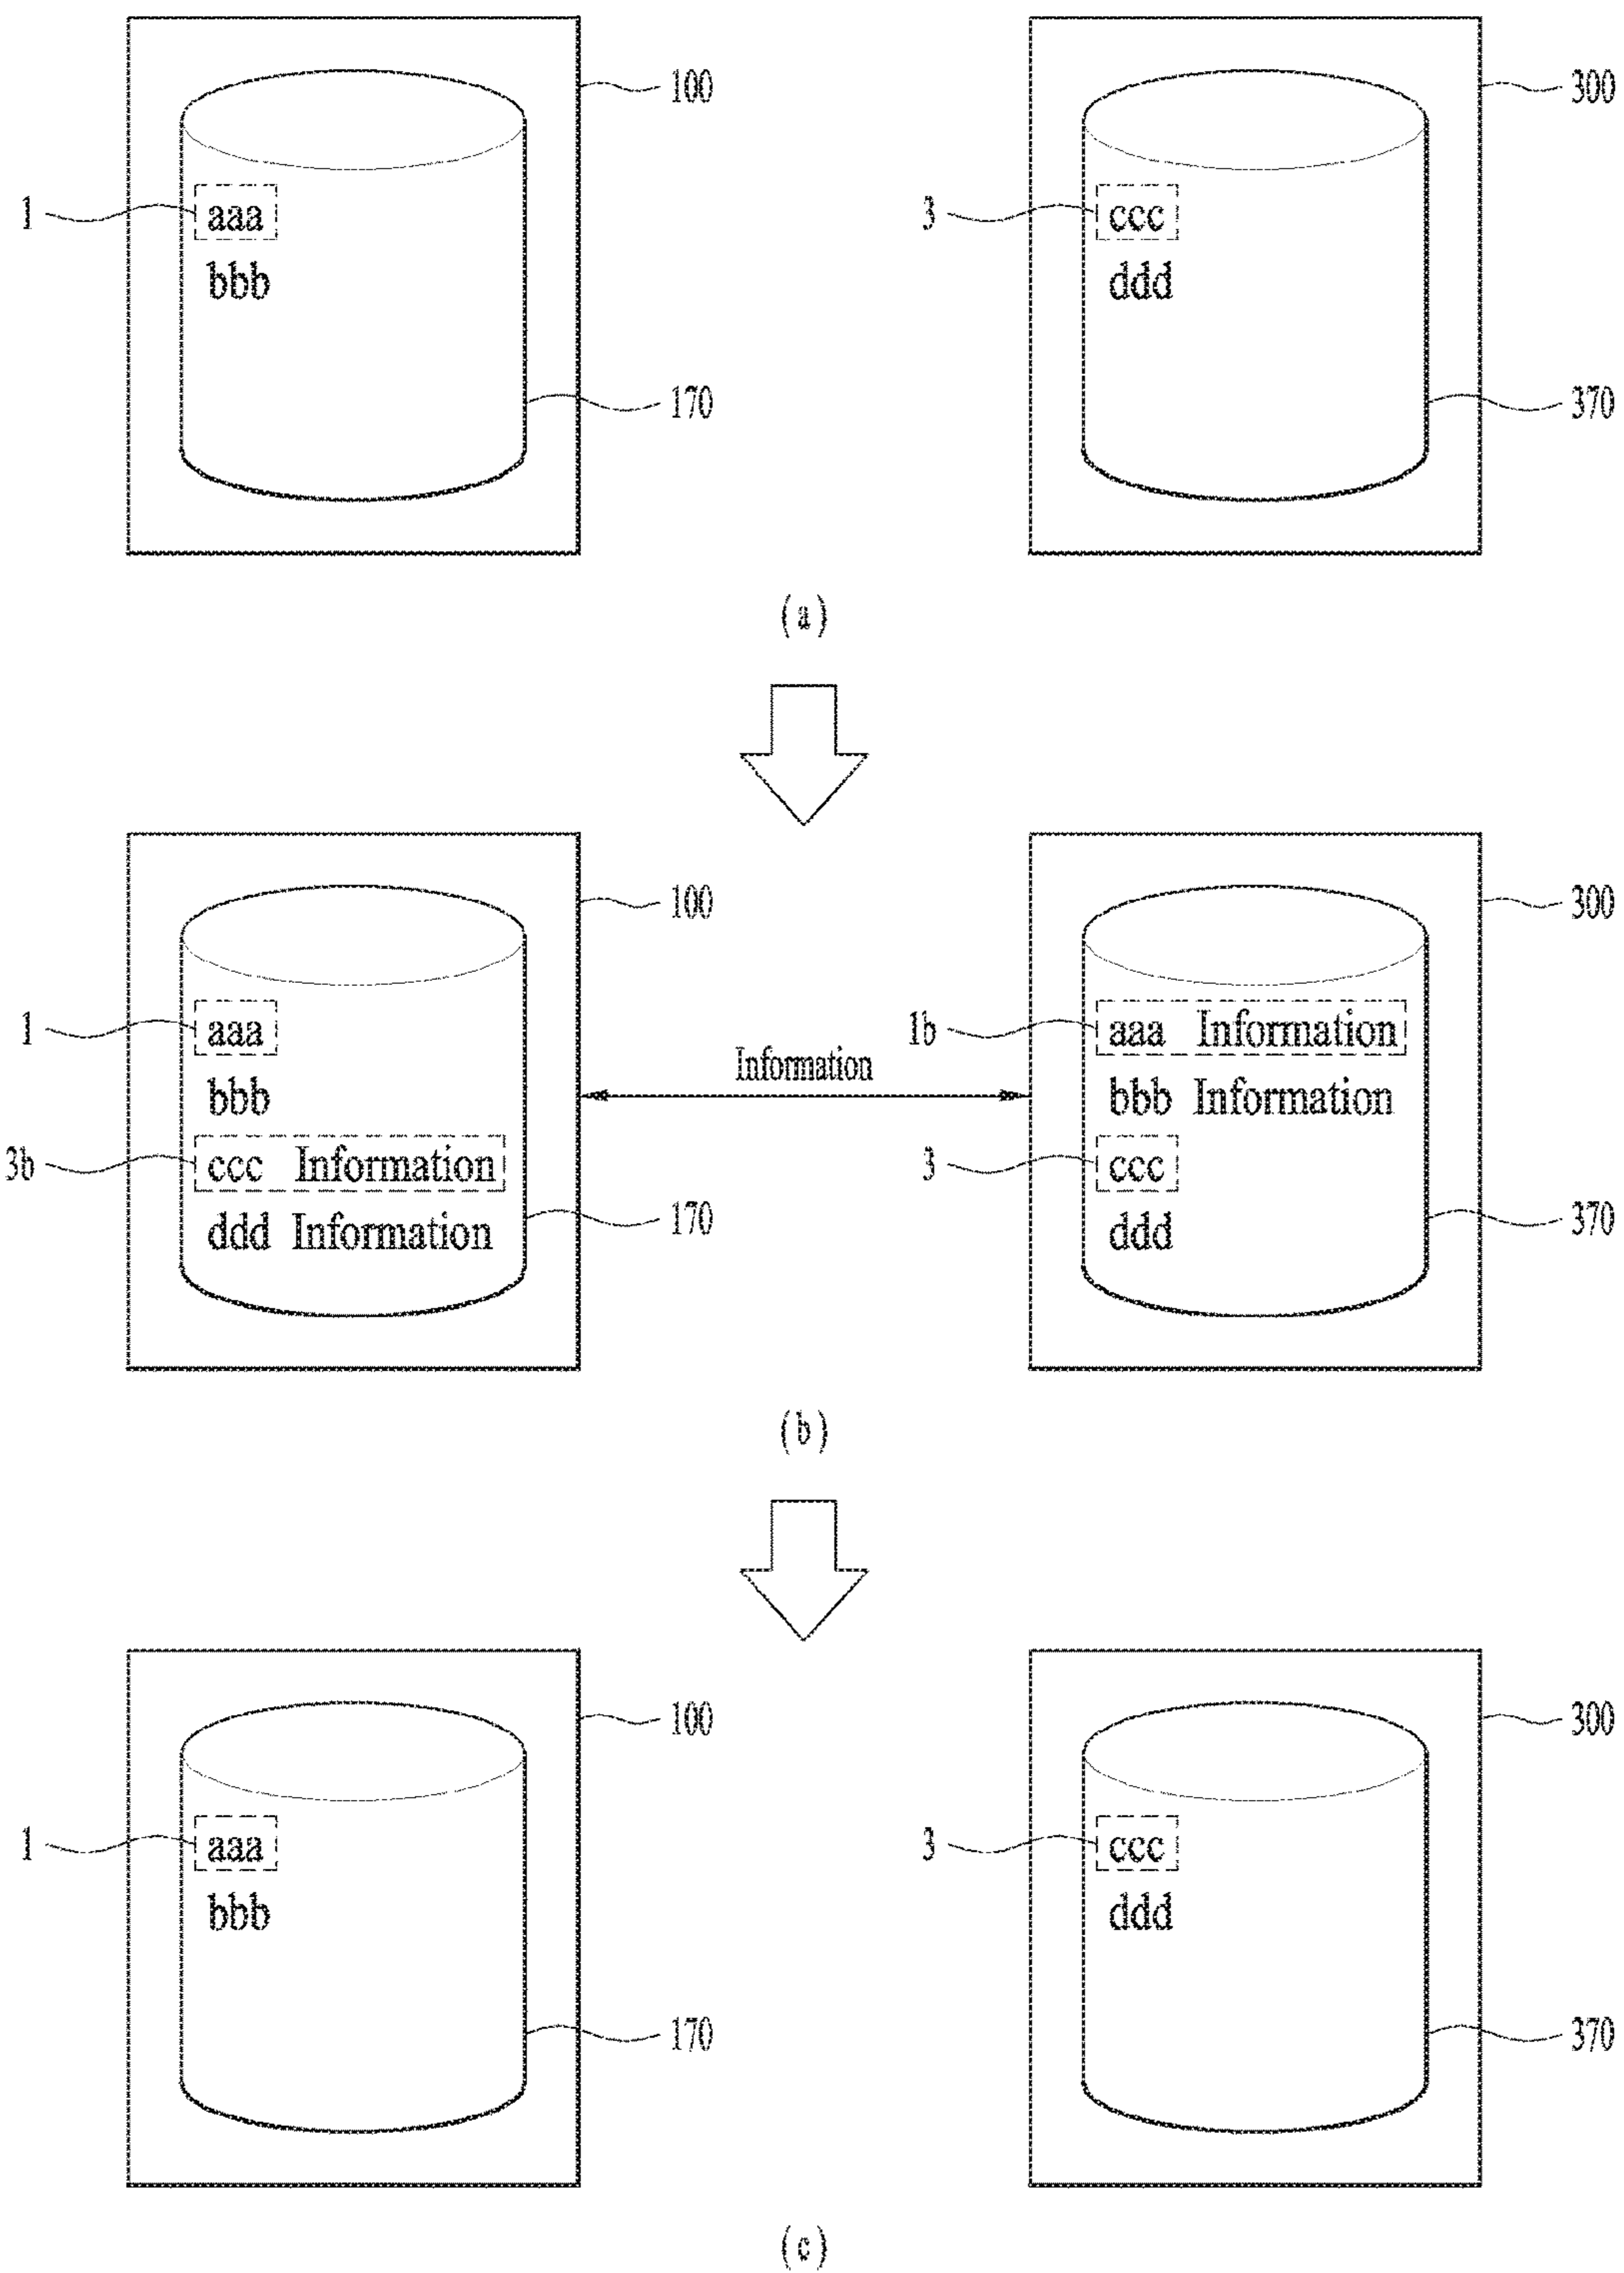 100
300
1
aaa
3
ccc
bbb
ddd
170
370
(a)
100
300
1
aaa
1b
aaa Information
Information
bbb
bbb Information
3b
ccc Information
3
ccc
170
370
ddd Information
ddd
(b)
100
300
1
aaa
3
ccc
bbb
ddd
170
370
(c)